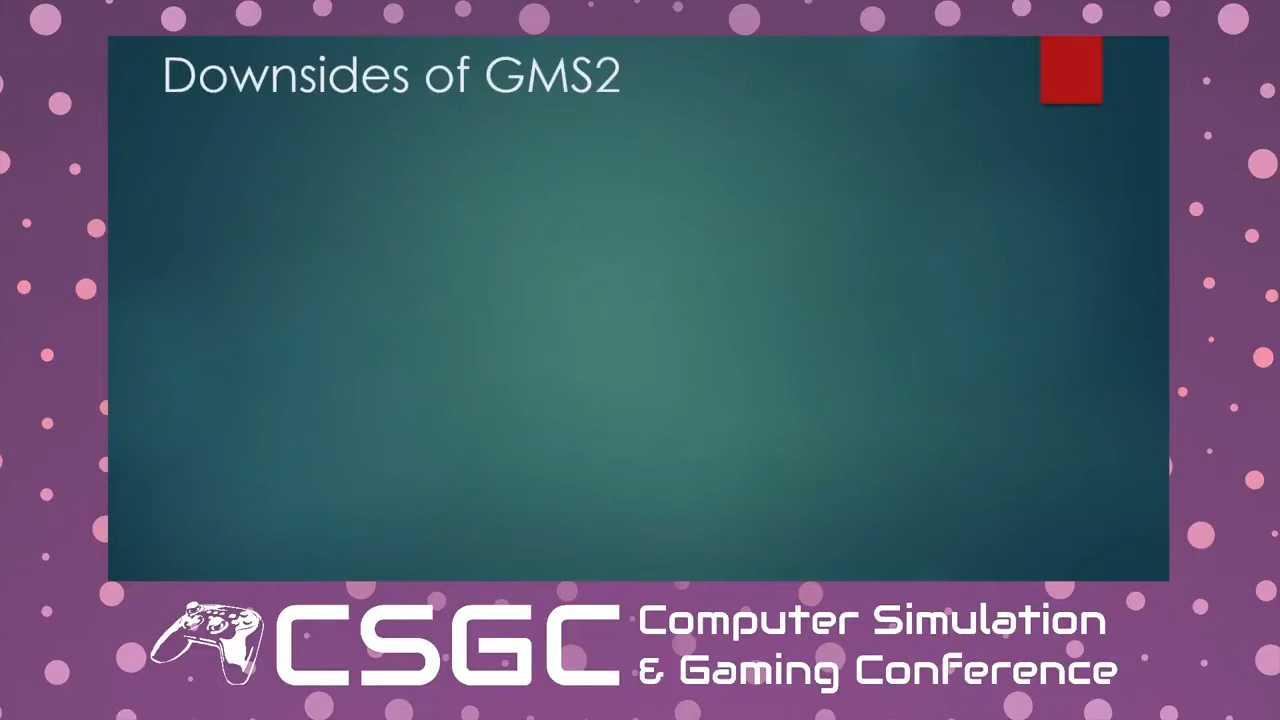 Downsides of GMS2
CSGC
Computer Simulation
& Gaming Conference